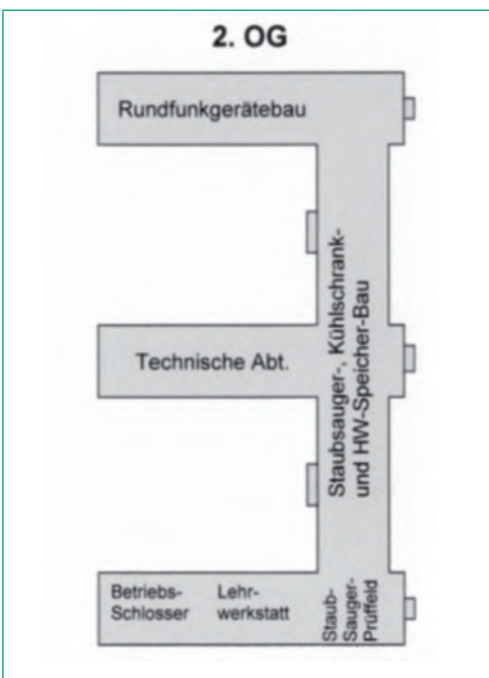 2. OG
Rundfunkgerätebau
Staubsauger-, Kühlschrank-
und HW-Speicher-Bau
Technische Abt.
Betriebs-
Schlosser
Lehr-
werkstatt
Staub-
Sauger-
Prüffeld